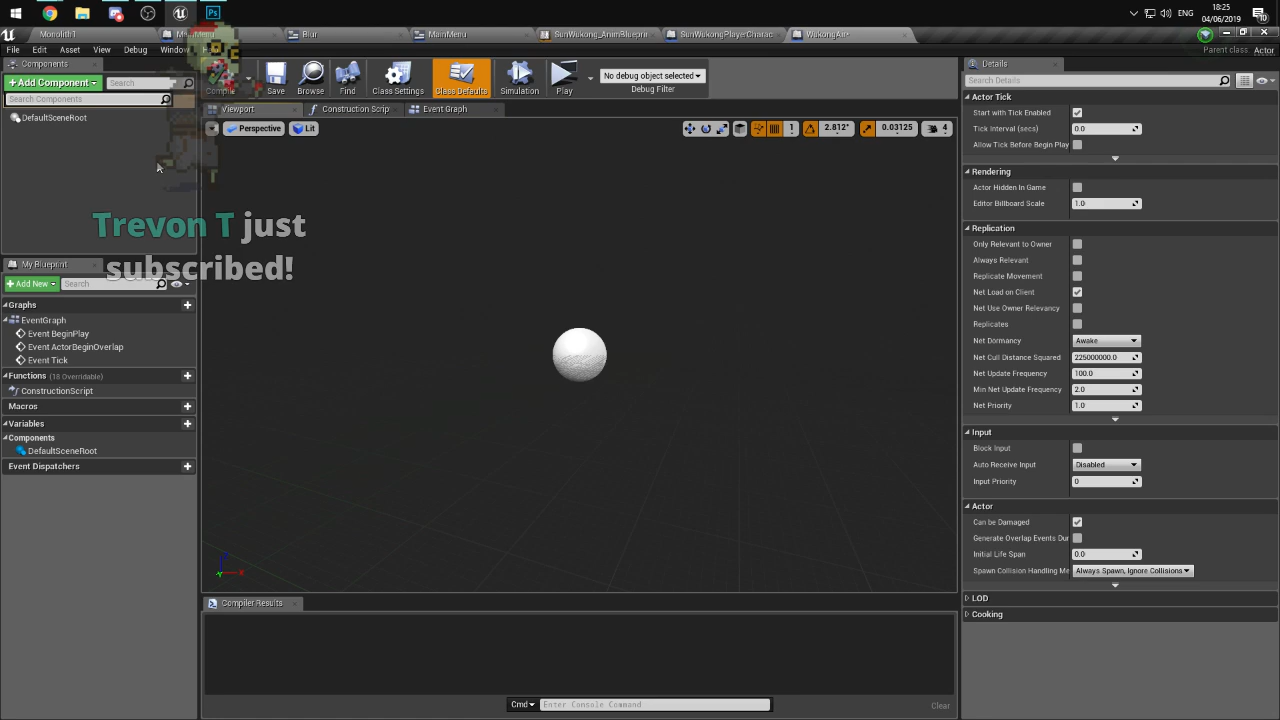 18:25
ENG
04/06/2019
10
Monolith1
MainMenu
Blur
MainMenu
SunWukong_AnimBluepre
SunWukongPlayerCharac
File
Edit
Asset
View
Debug
Window
Parent class:
Actor
Components
+ Add Component
Search
Search Components
DefaultSceneRoot
Compile
Save
Browse
Find
Class Settings
Class Defaults
Simulation
Play
No debug object selected
Debug Filter
Viewport
Construction Scrip
Event Graph
Perspective
Lit
1
2.812°
0.03125
4
Trevon T just
subscribed!
My Blueprint
+ Add New
Search
Graphs
EventGraph
Event BeginPlay
Event ActorBeginOverlap
Event Tick
Functions (18 Overridable)
ConstructionScript
Macros
Variables
Components
DefaultSceneRoot
Event Dispatchers
Compiler Results
Cmd
Enter Console Command
Clear
Details
Search Details
Actor Tick
Start with Tick Enabled
Tick Interval (secs)
0.0
Allow Tick Before Begin Play
Rendering
Actor Hidden In Game
Editor Billboard Scale
1.0
Replication
Only Relevant to Owner
Always Relevant
Replicate Movement
Net Load on Client
Net Use Owner Relevancy
Replicates
Net Dormancy
Awake
Net Cull Distance Squared
225000000.0
Net Update Frequency
100.0
Min Net Update Frequency
2.0
Net Priority
1.0
Input
Block Input
Auto Receive Input
Disabled
Input Priority
0
Actor
Can be Damaged
Generate Overlap Events Dur
Initial Life Span
0.0
Spawn Collision Handling Me
Always Spawn, Ignore Collisions
LOD
Cooking